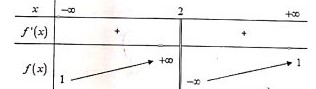 x -∞ 2 +∞
f'(x) + +
+∞ 1
f(x)
1 -∞